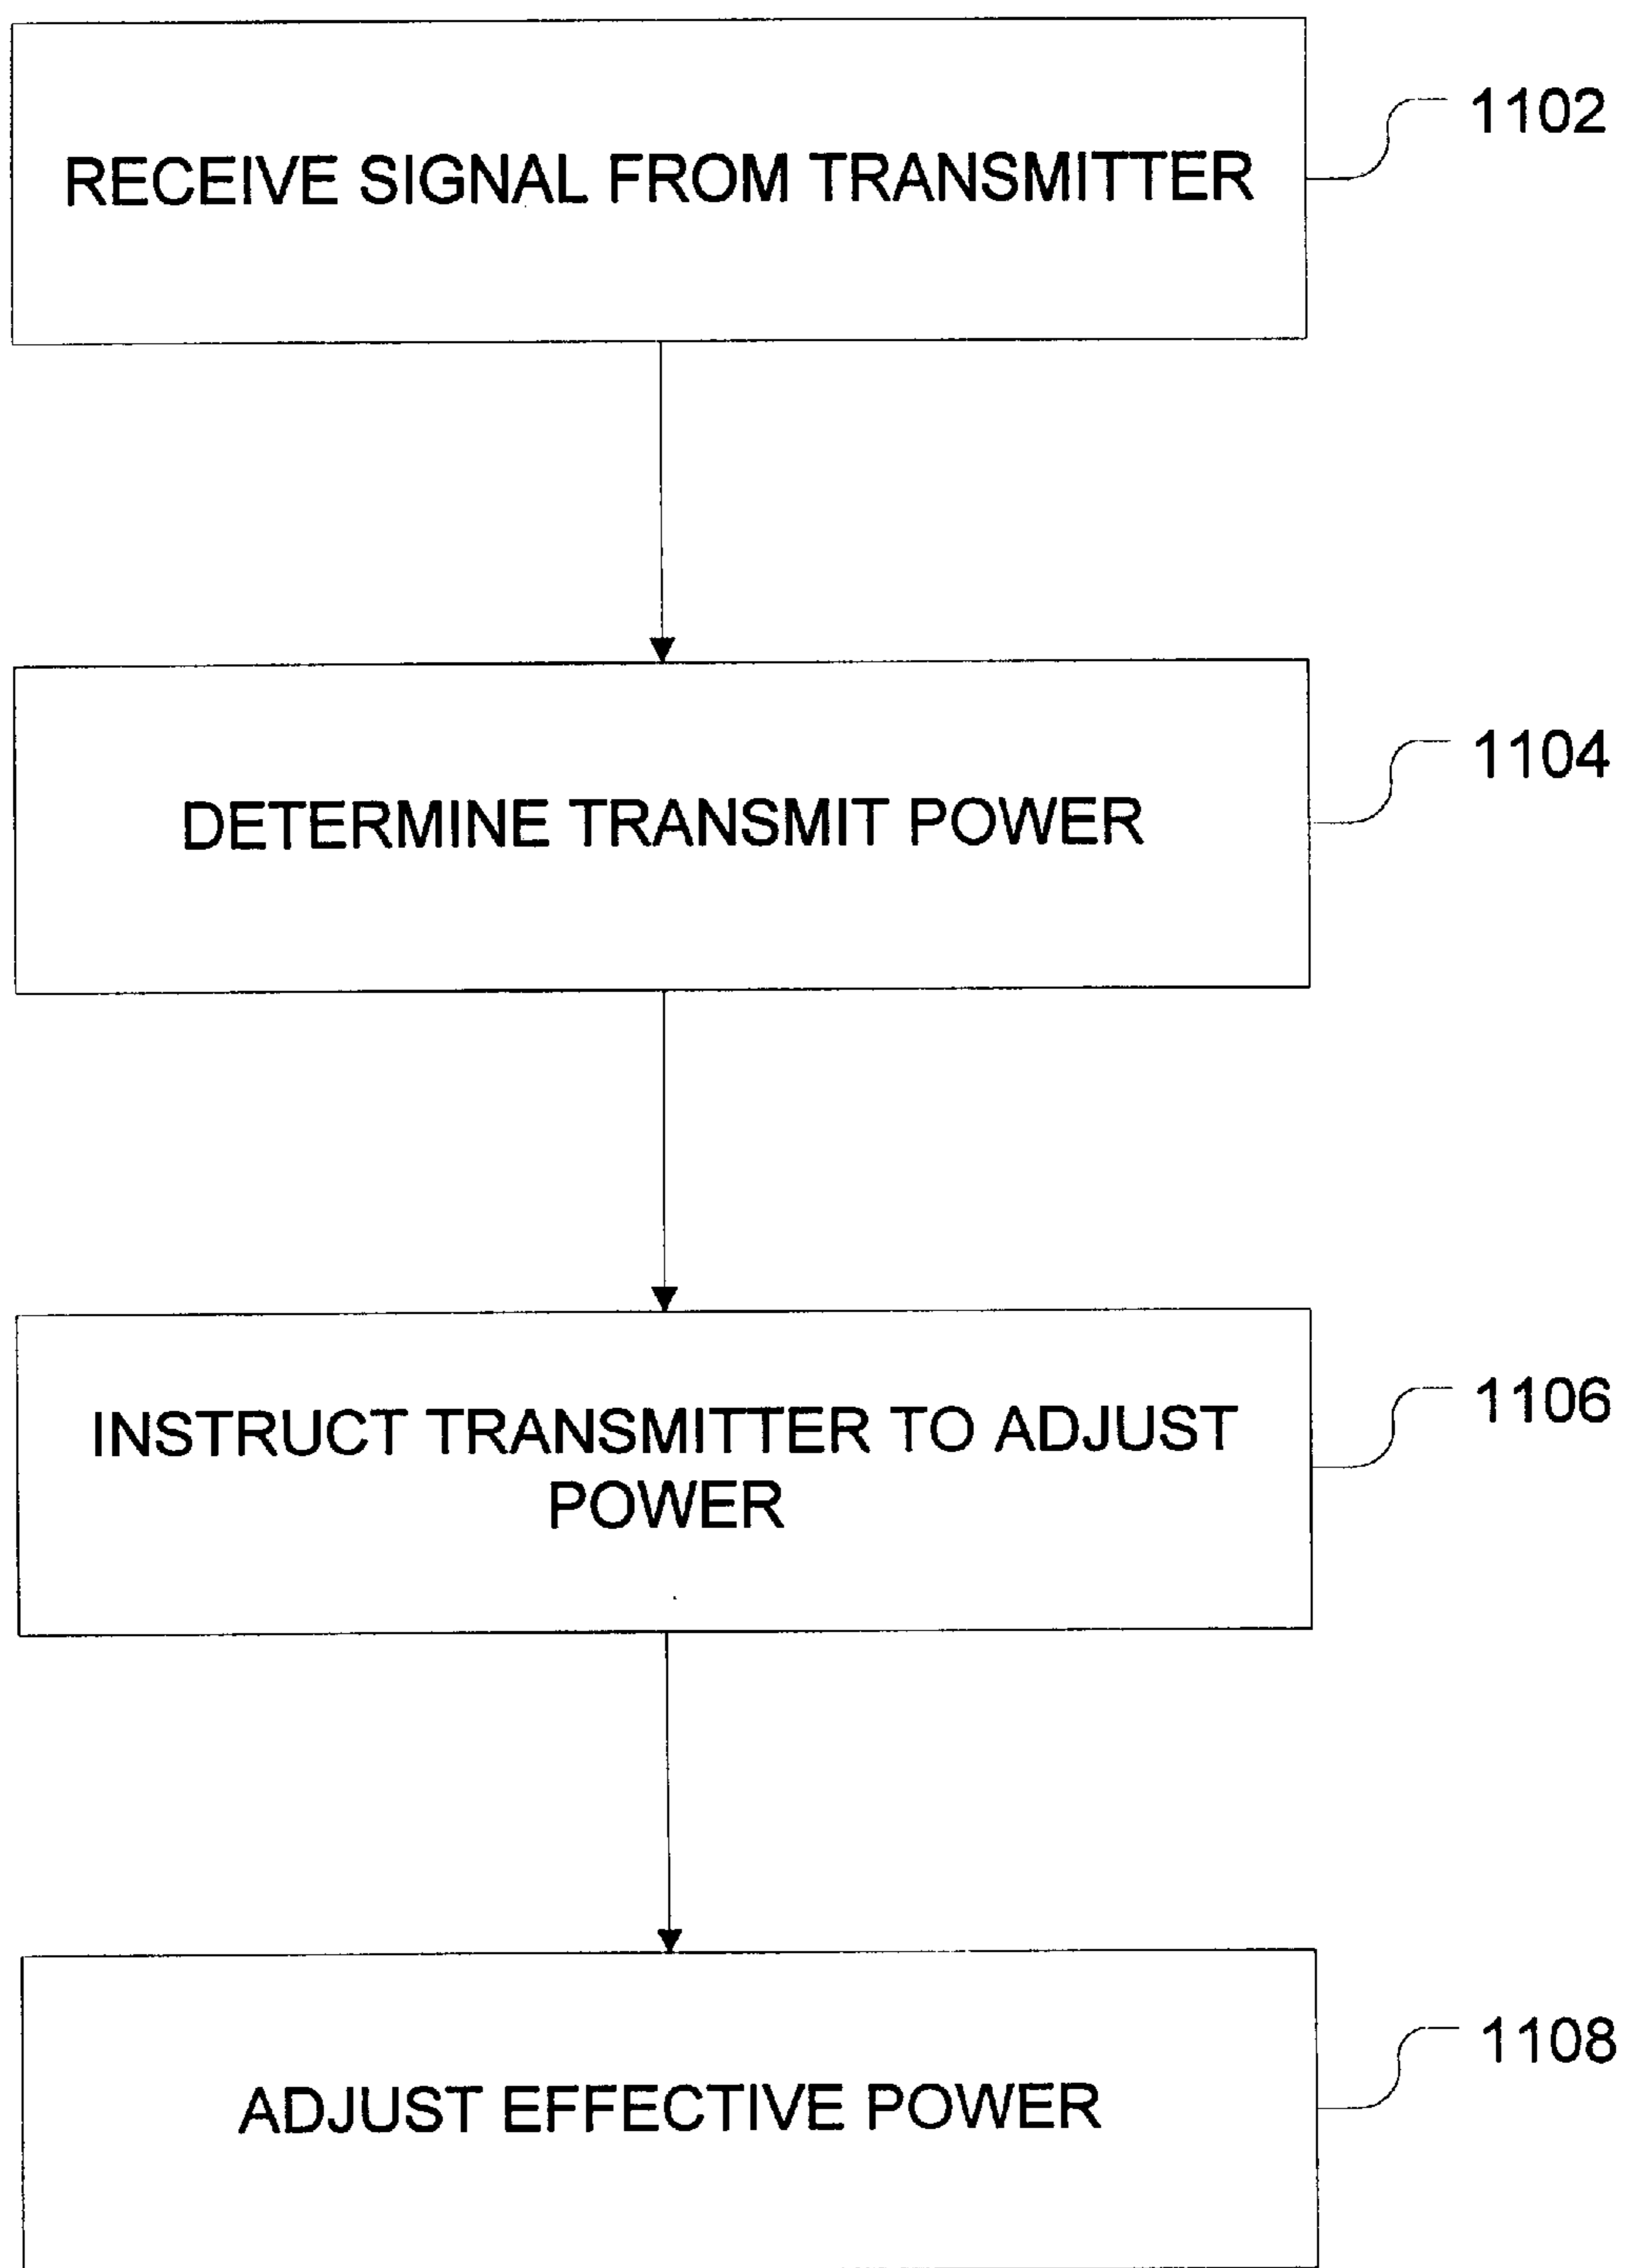 RECEIVE SIGNAL FROM TRANSMITTER
1102
DETERMINE TRANSMIT POWER
1104
INSTRUCT TRANSMITTER TO ADJUST
POWER
1106
ADJUST EFFECTIVE POWER
1108